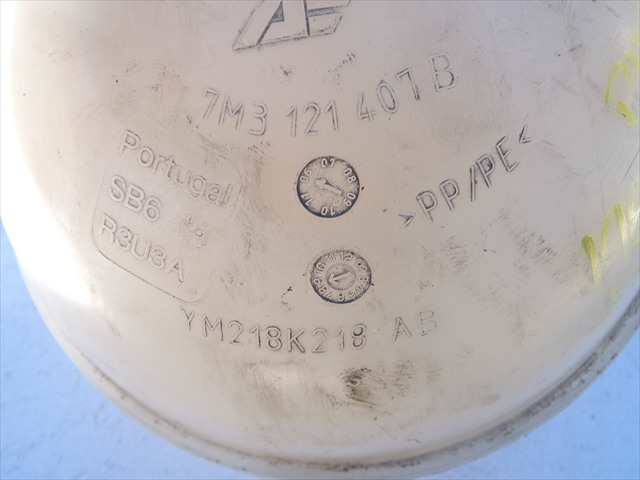 7M3 121 407 B
Portugal
SB6
R3U3A
>PP/PE<
YM218K218 AB